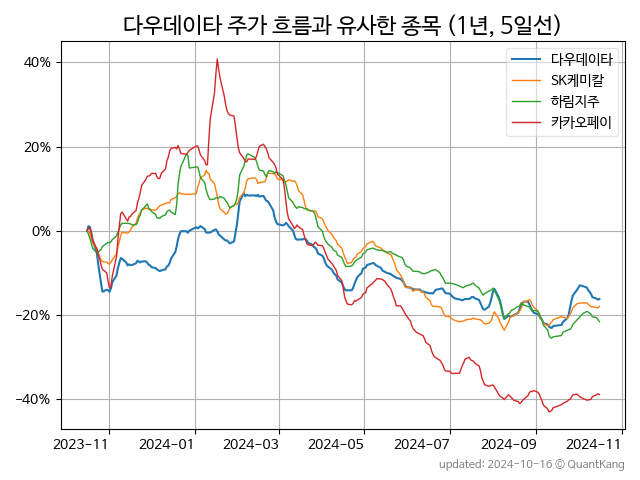 다우데이타 주가 흐름과 유사한 종목 (1년, 5일선)
다우데이타
SK케미칼
하림지주
카카오페이
40%
20%
0%
−20%
−40%
2023-11 2024-01 2024-03 2024-05 2024-07 2024-09 2024-11
updated: 2024-10-16 © QuantKang